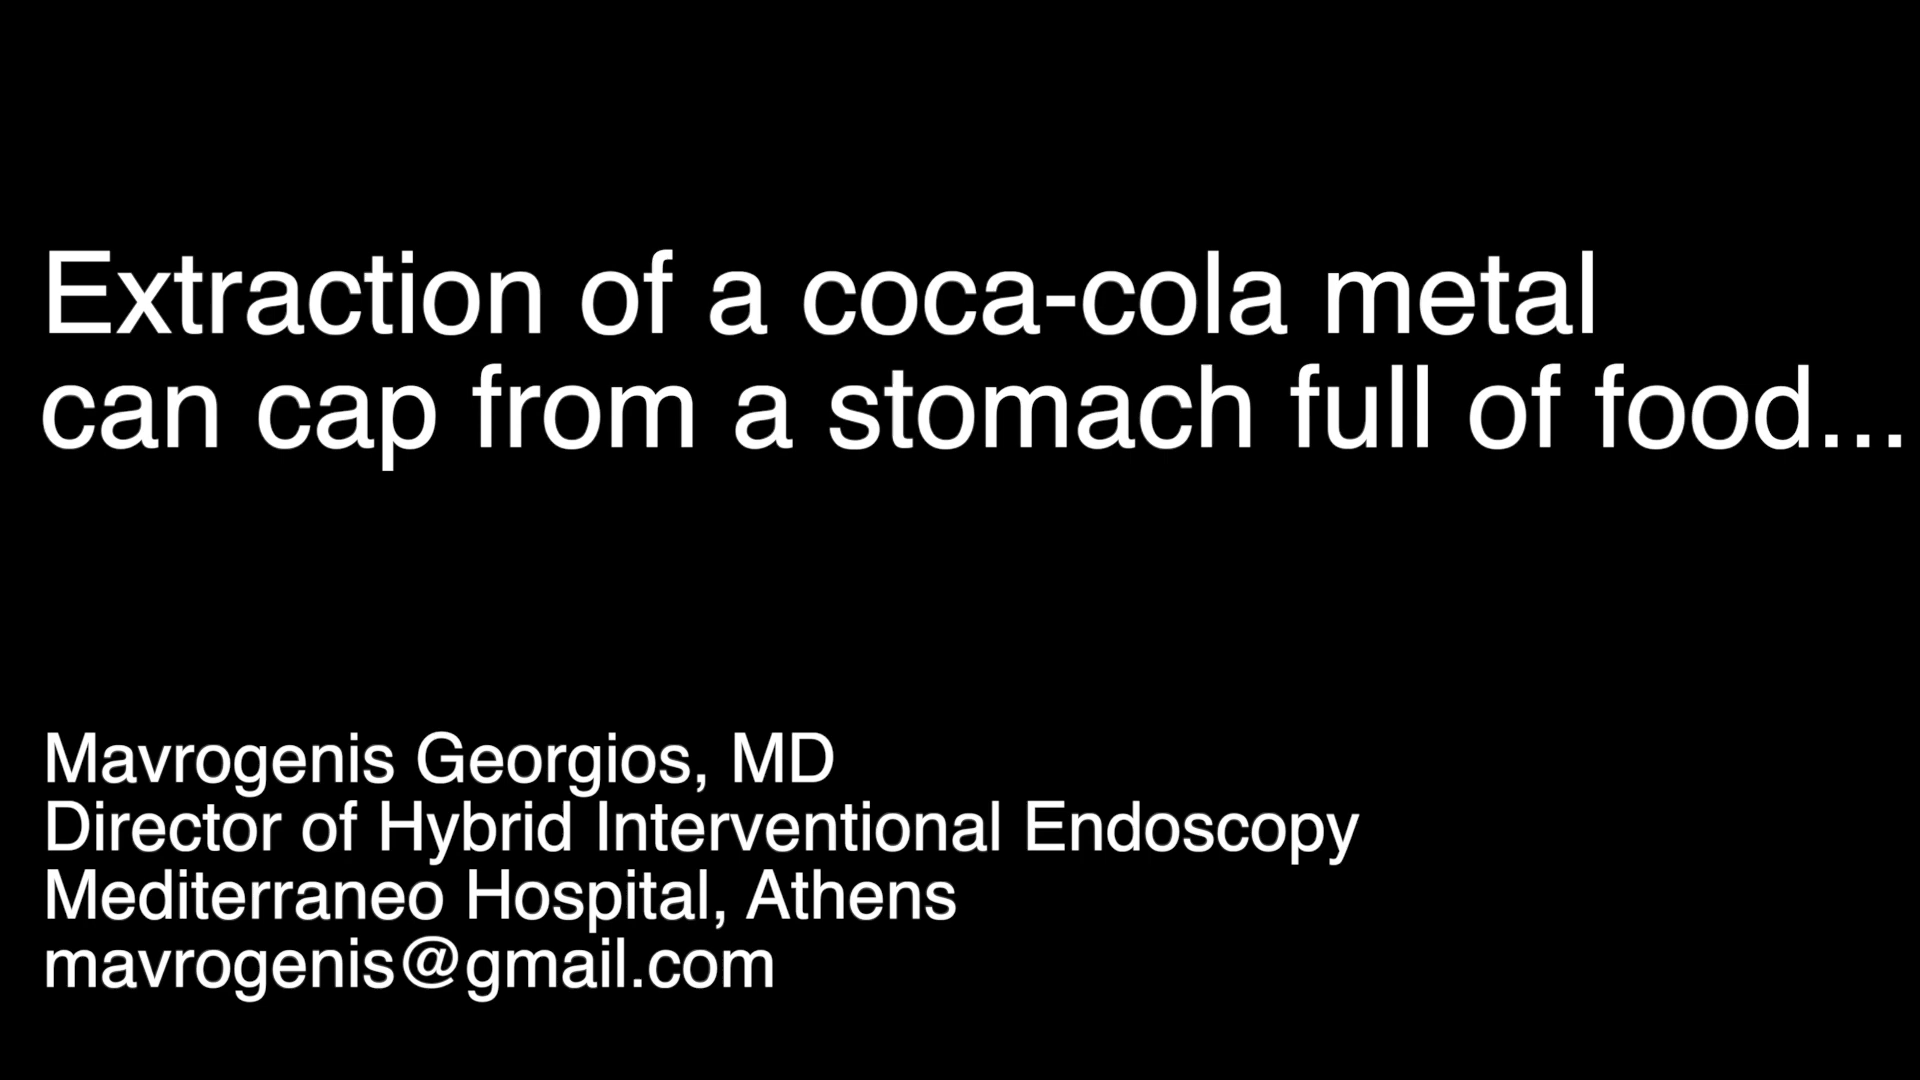 Extraction of a coca-cola metal
can cap from a stomach full of food...
Mavrogenis Georgios, MD
Director of Hybrid Interventional Endoscopy
Mediterraneo Hospital, Athens
mavrogenis@gmail.com